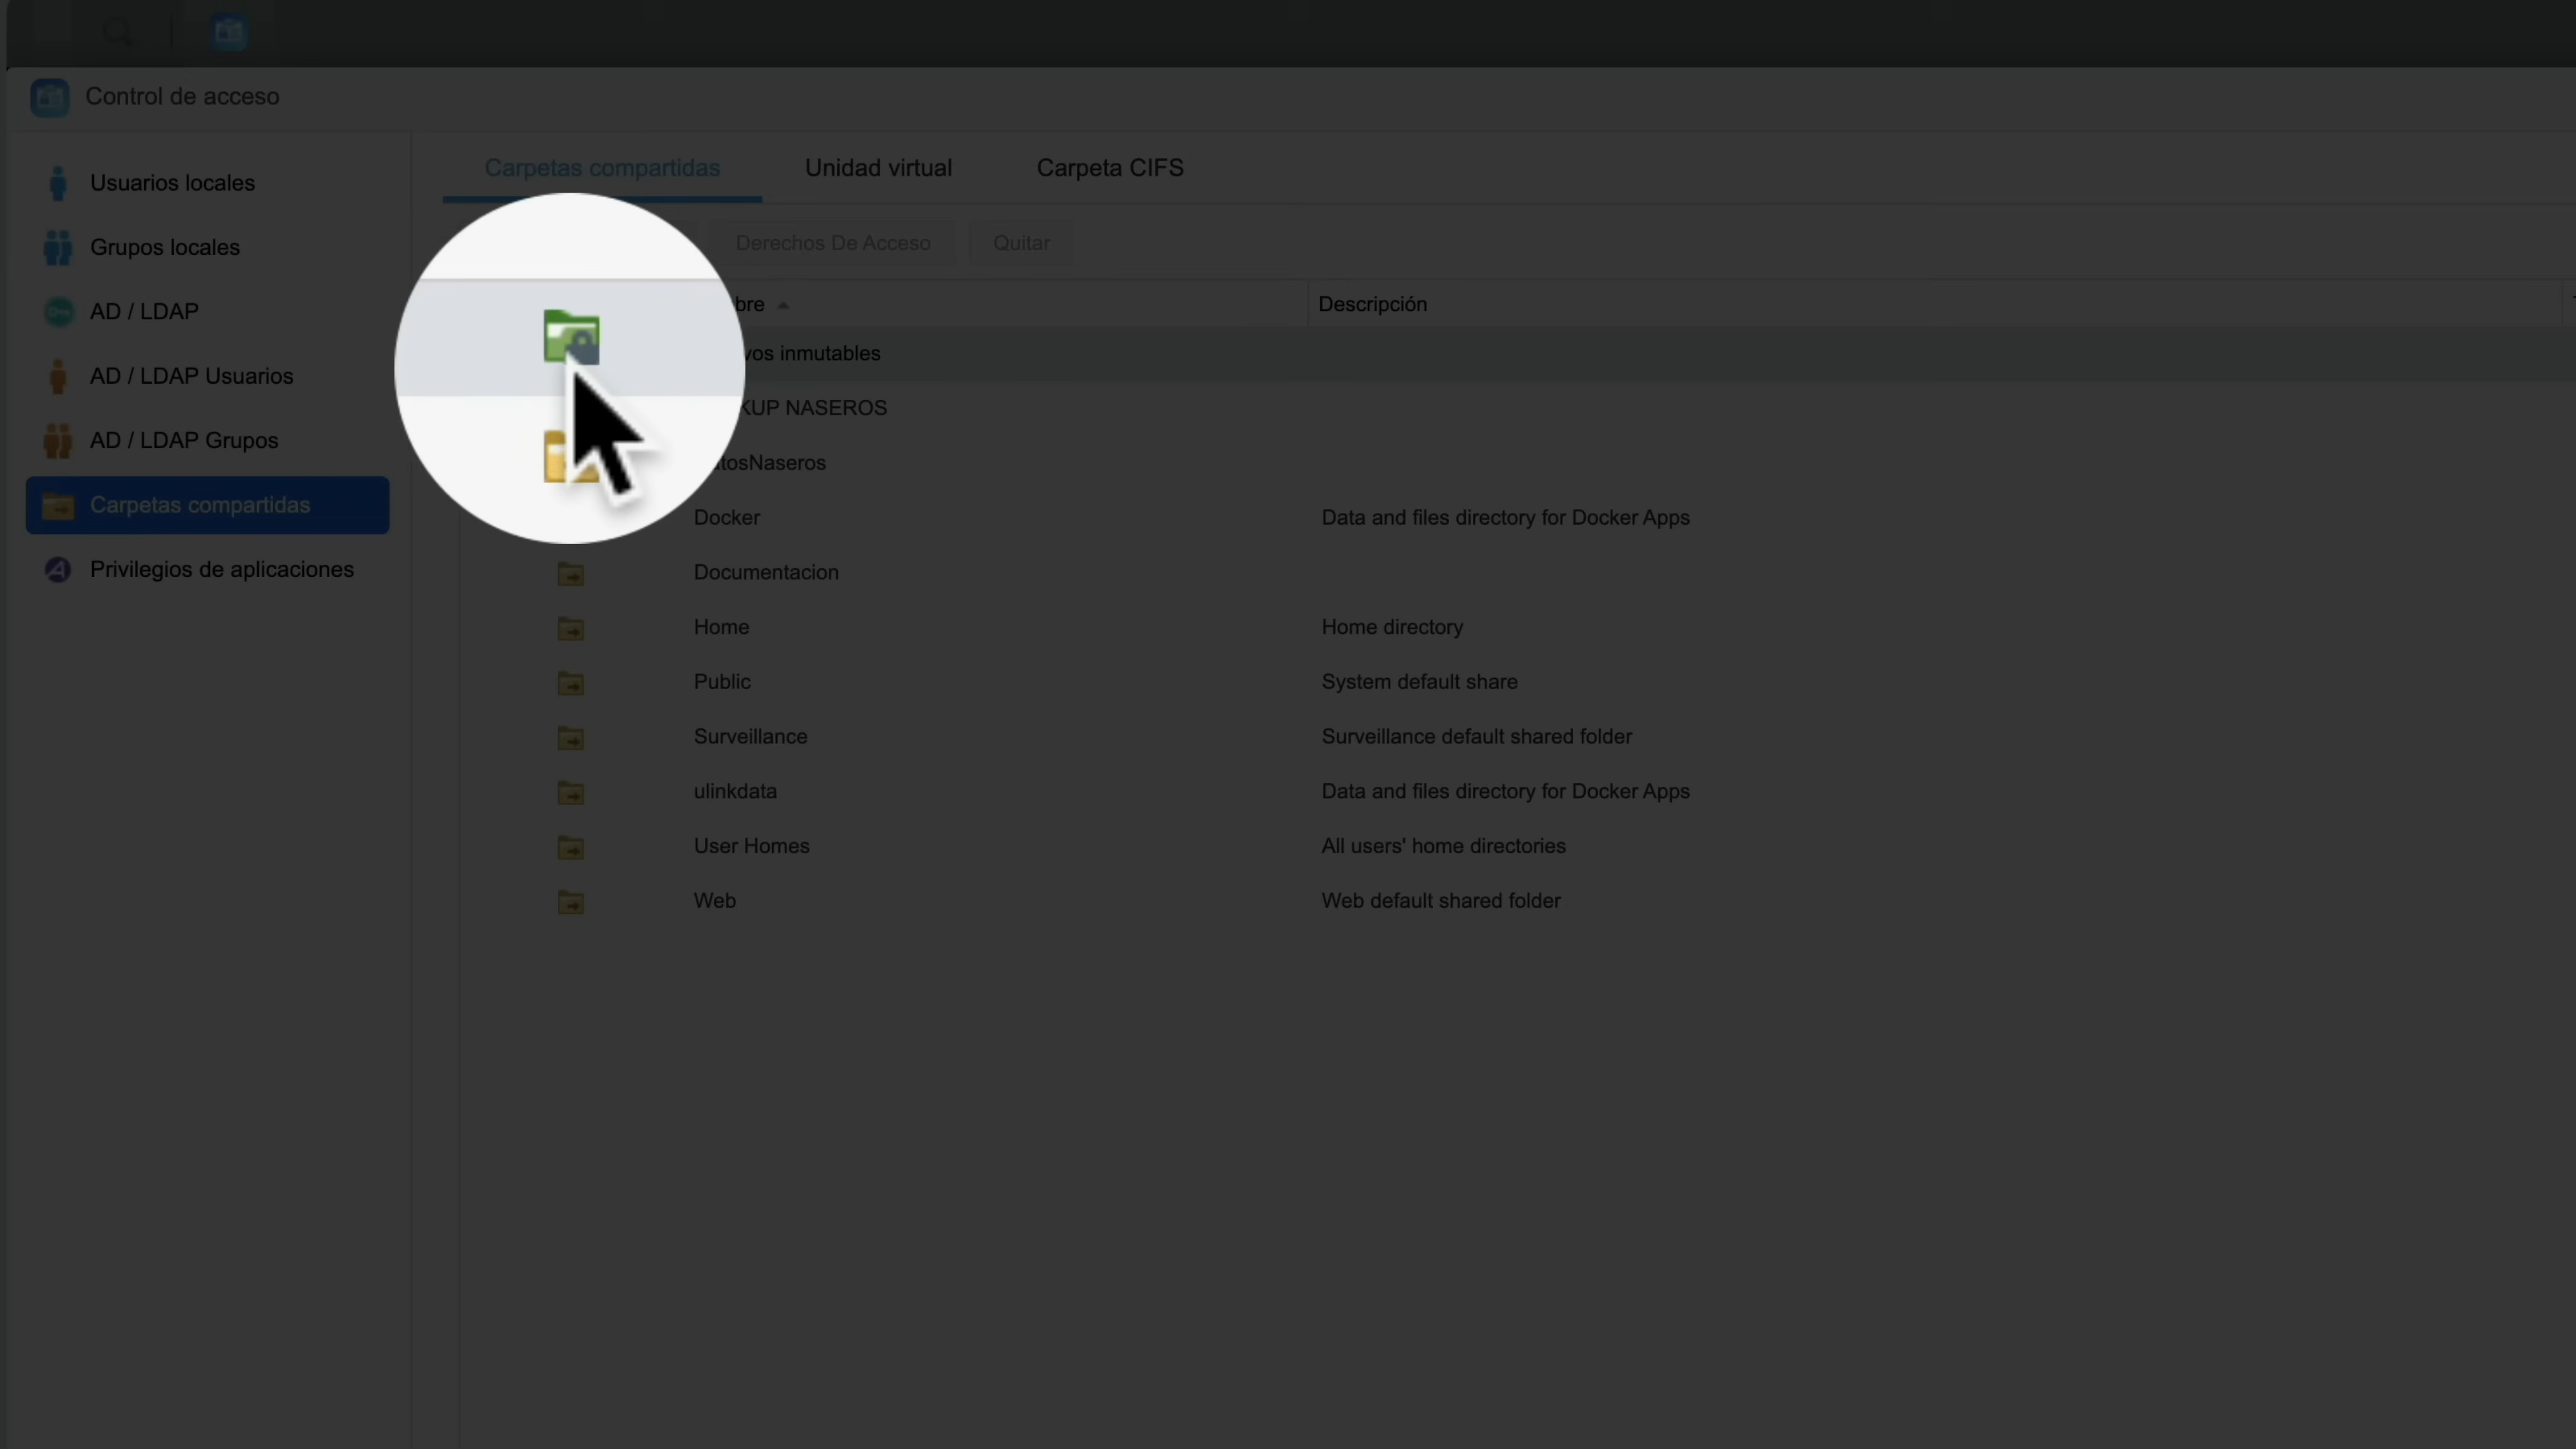 Control de acceso
Usuarios locales
Grupos locales
AD / LDAP
AD / LDAP Usuarios
AD / LDAP Grupos
Carpetas compartidas
Privilegios de aplicaciones
Carpetas compartidas Unidad virtual Carpeta CIFS
Derechos De Acceso Quitar
bre Descripción
vos inmutables
KUP NASEROS
tosNaseros
Docker Data and files directory for Docker Apps
Documentacion
Home Home directory
Public System default share
Surveillance Surveillance default shared folder
ulinkdata Data and files directory for Docker Apps
User Homes All users' home directories
Web Web default shared folder